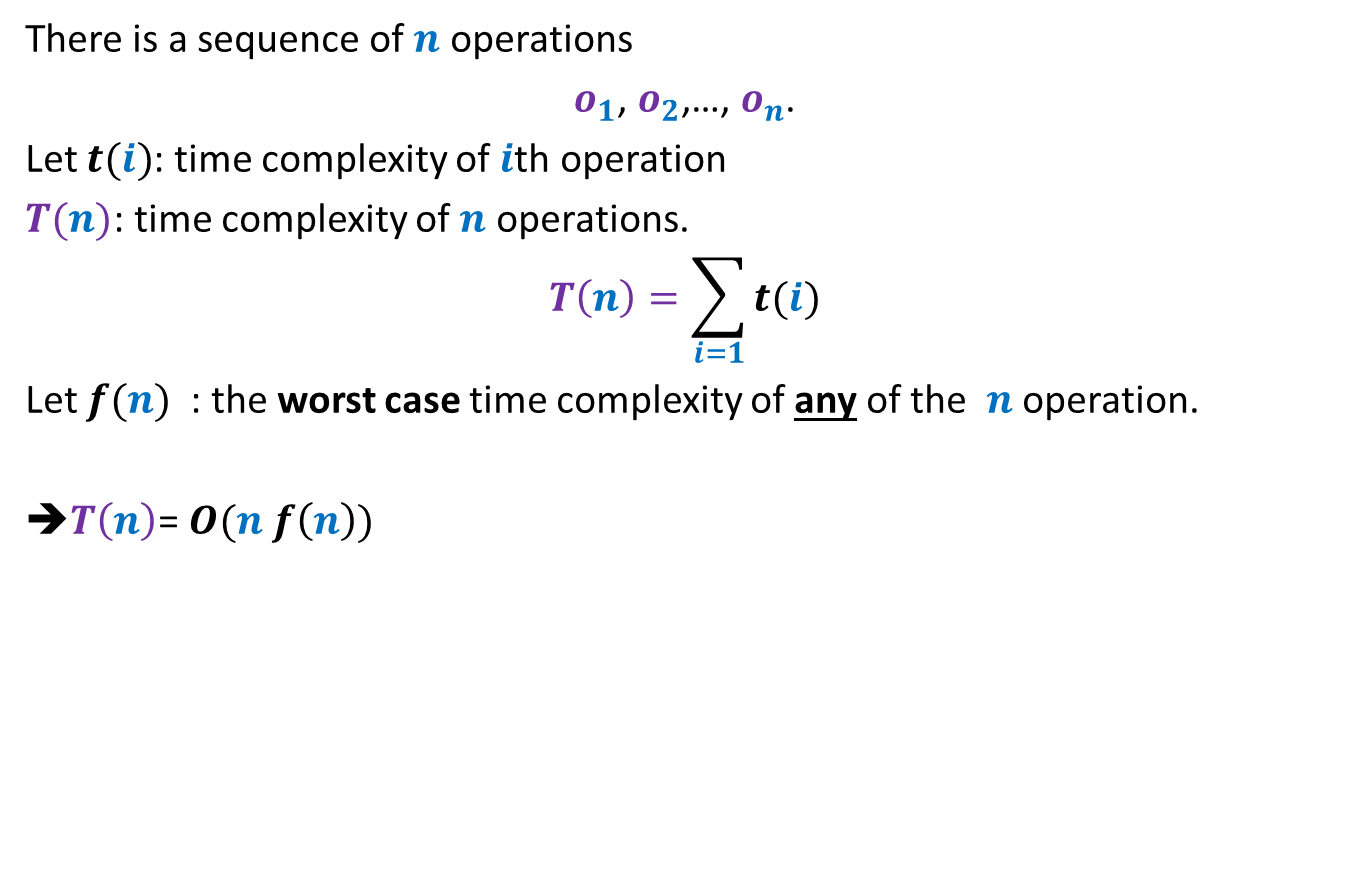 There is a sequence of n operations
o₁, o₂,…, oₙ.
Let t(i): time complexity of ith operation
T(n): time complexity of n operations.
T(n) = ∑ t(i)
i=1
Let f(n) : the worst case time complexity of any of the n operation.
➔T(n)= O(n f(n))